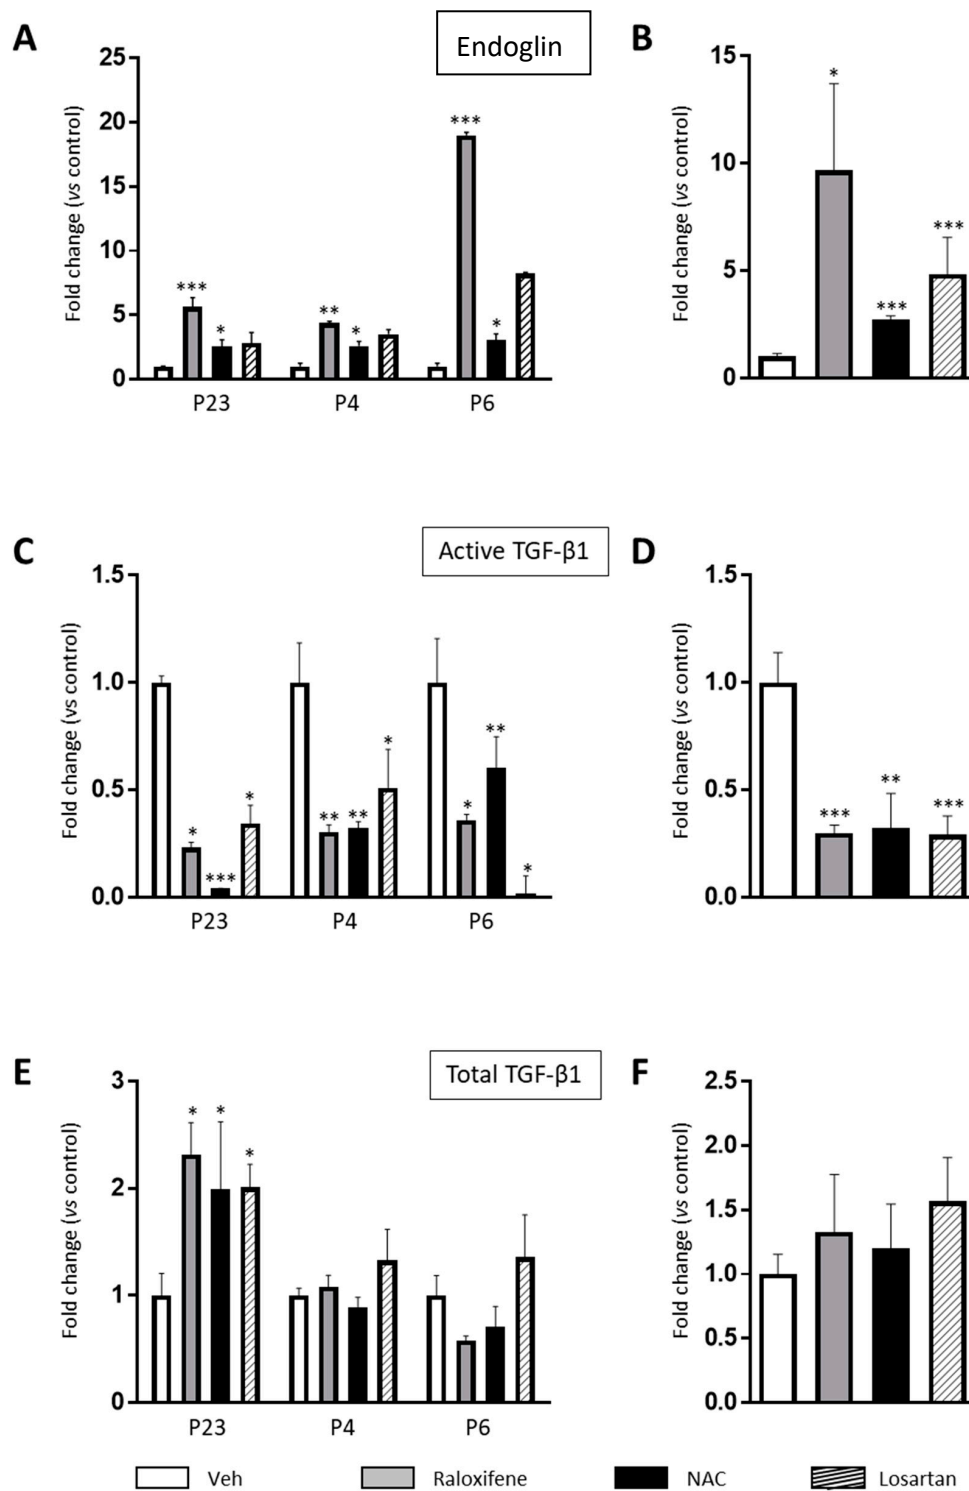 A
Endoglin
B
Fold change (vs control)
25
20
15
10
5
0
***
*
**
*
***
*
P23
P4
P6
Fold change (vs control)
15
10
5
0
*
***
***
C
Active TGF-β1
D
Fold change (vs control)
1.5
1.0
0.5
0.0
*
***
*
**
**
*
*
**
*
P23
P4
P6
Fold change (vs control)
1.5
1.0
0.5
0.0
***
**
***
E
Total TGF-β1
F
Fold change (vs control)
3
2
1
0
*
*
*
P23
P4
P6
Fold change (vs control)
2.5
2.0
1.5
1.0
0.5
0.0
Veh
Raloxifene
NAC
Losartan